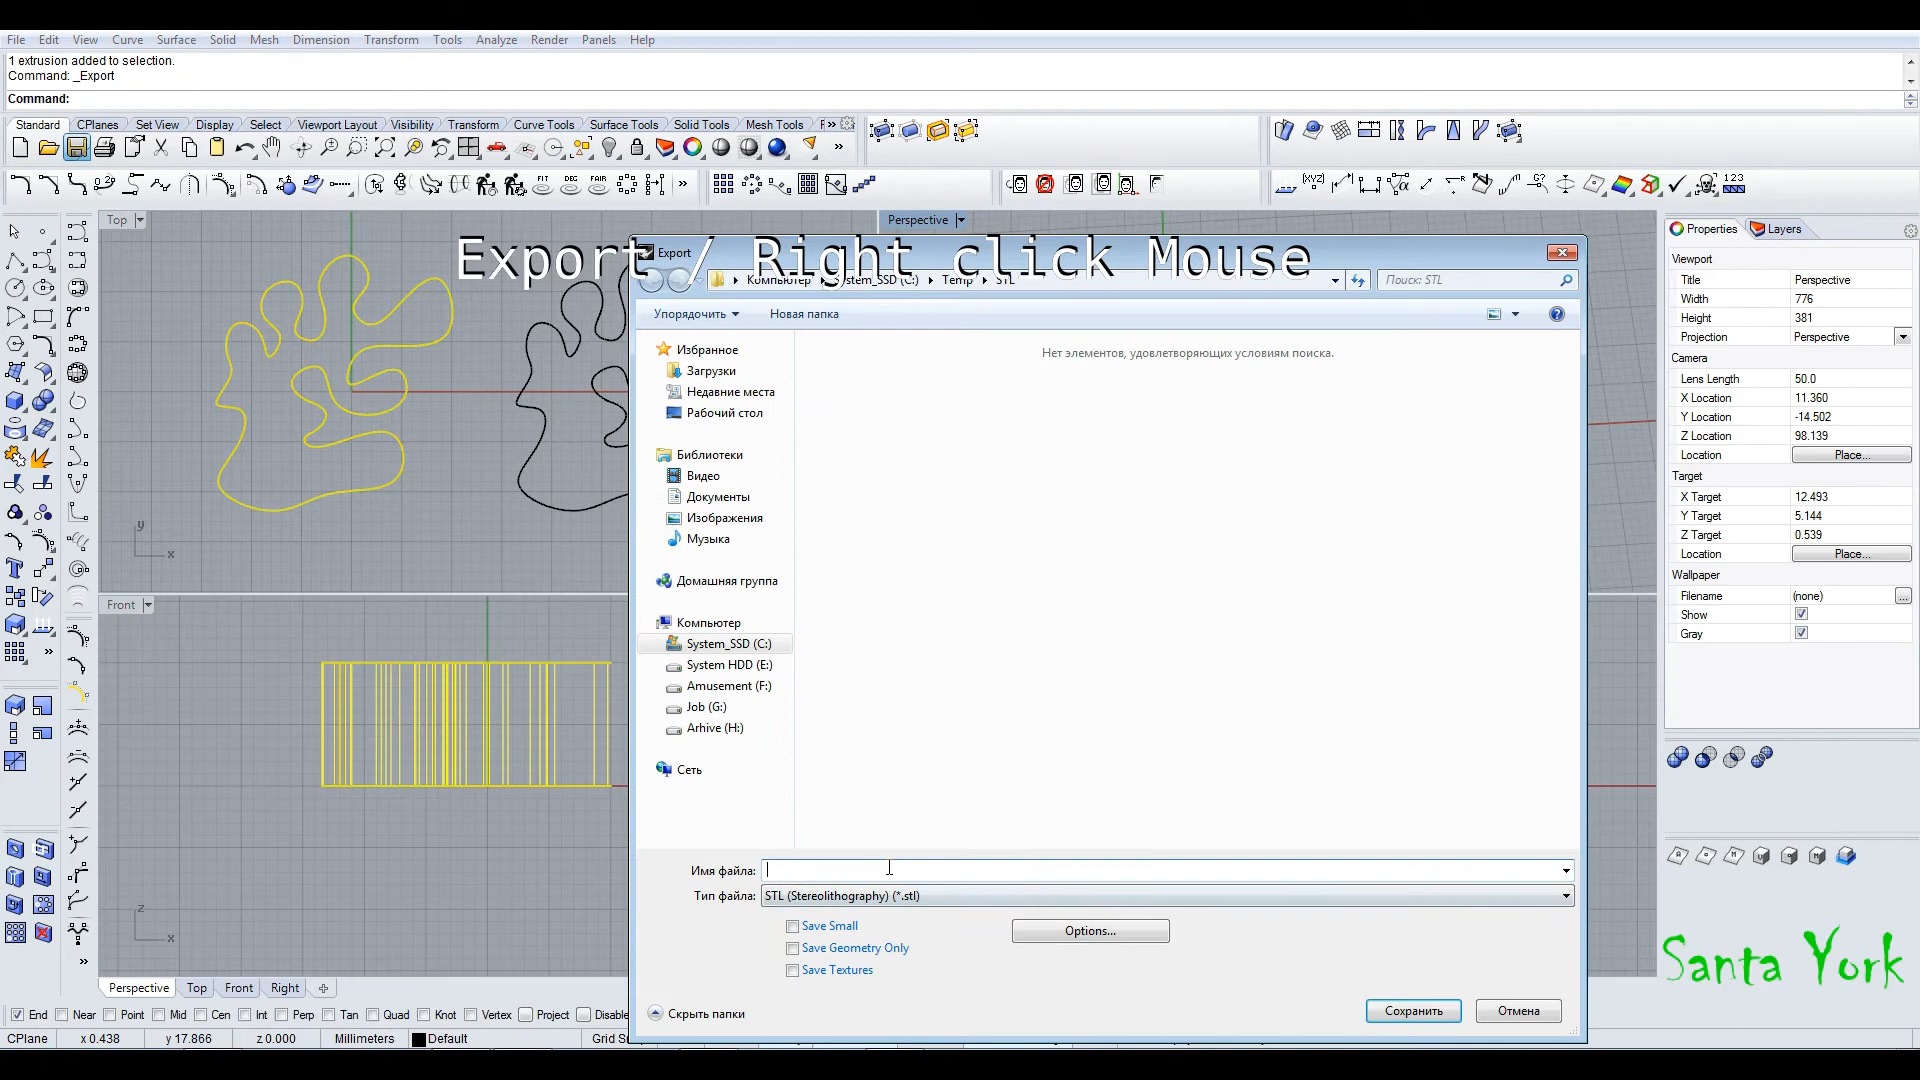 File Edit View Curve Surface Solid Mesh Dimension Transform Tools Analyze Render Panels Help
1 extrusion added to selection.
Command: _Export
Command:
Standard CPlanes Set View Display Select Viewport Layout Visibility Transform Curve Tools Surface Tools Solid Tools Mesh Tools
FIT DEG FAIR
(XYZ)
G?
123
Top
Perspective
Export / Right click Mouse
Export
Компьютер System_SSD (C:) Temp STL
Поиск: STL
Упорядочить Новая папка
Нет элементов, удовлетворяющих условиям поиска.
Избранное
Загрузки
Недавние места
Рабочий стол
Библиотеки
Видео
Документы
Изображения
Музыка
Домашняя группа
Компьютер
System_SSD (C:)
System HDD (E:)
Amusement (F:)
Job (G:)
Arhive (H:)
Сеть
Имя файла:
Тип файла: STL (Stereolithography) (*.stl)
Save Small
Save Geometry Only
Save Textures
Options...
Скрыть папки
Сохранить Отмена
y
x
Front
z
x
Properties Layers
Viewport
Title Perspective
Width 776
Height 381
Projection Perspective
Camera
Lens Length 50.0
X Location 11.360
Y Location -14.502
Z Location 98.139
Location Place...
Target
X Target 12.493
Y Target 5.144
Z Target 0.539
Location Place...
Wallpaper
Filename (none) ...
Show
Gray
Santa York
Perspective Top Front Right
End Near Point Mid Cen Int Perp Tan Quad Knot Vertex Project Disable
CPlane x 0.438 y 17.866 z 0.000 Millimeters Default